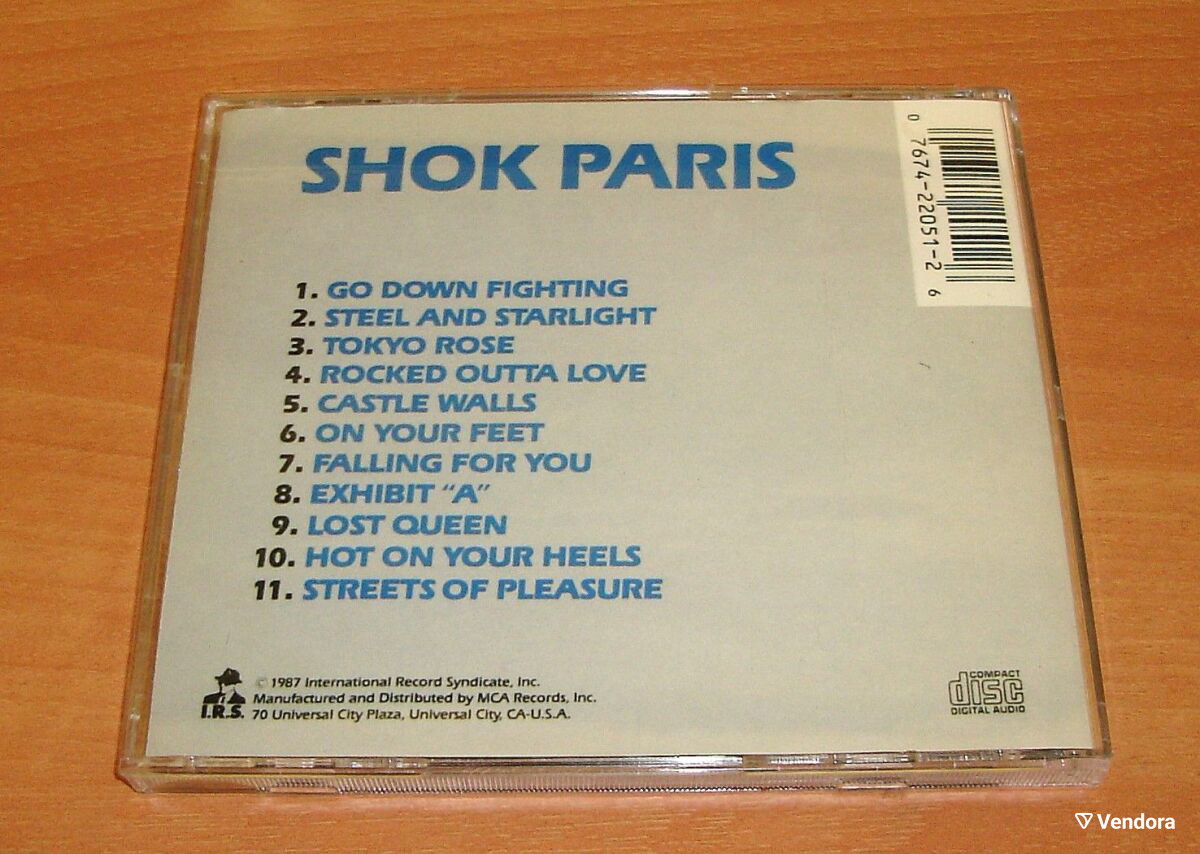 SHOK PARIS
0 7674-22051-2 6
1. GO DOWN FIGHTING
2. STEEL AND STARLIGHT
3. TOKYO ROSE
4. ROCKED OUTTA LOVE
5. CASTLE WALLS
6. ON YOUR FEET
7. FALLING FOR YOU
8. EXHIBIT "A"
9. LOST QUEEN
10. HOT ON YOUR HEELS
11. STREETS OF PLEASURE
I.R.S.
© 1987 International Record Syndicate, Inc.
Manufactured and Distributed by MCA Records, Inc.
70 Universal City Plaza, Universal City, CA-U.S.A.
COMPACT
disc
DIGITAL AUDIO
Vendora